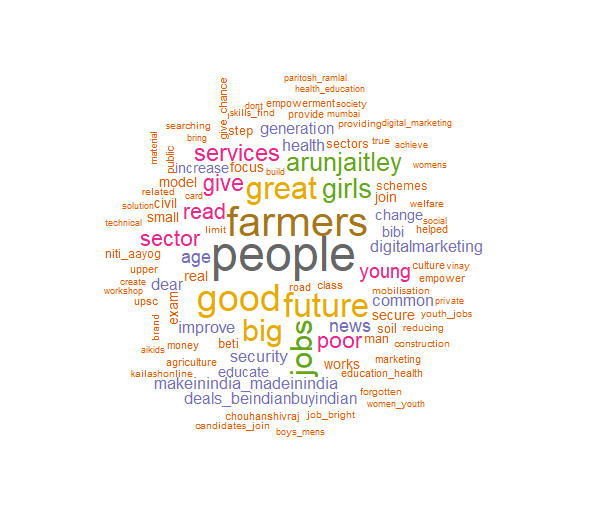 paritosh_ramlal
health_education
dont empowerment society
skills_find provide mumbai
give_chance
searching step generation providing digital_marketing
bring
material
public
services health sectors true achieve
increase focus build arunjaitley womens
model give great girls schemes
related card join
solution civil read farmers change welfare
technical small limit social
sector people bibi helped
niti_aayog age digitalmarketing
upper real young culture vinay
create dear road class mobilisation empower
workshop
upsc exam good future common private
secure youth_jobs
brand improve big jobs news soil reducing
aikids money beti poor man construction
agriculture security works marketing
kailashonline educate education_health
makeinindia_madeinindia forgotten
deals_beindianbuyindian women_youth
chouhanshivraj job_bright
candidates_join
boys_mens